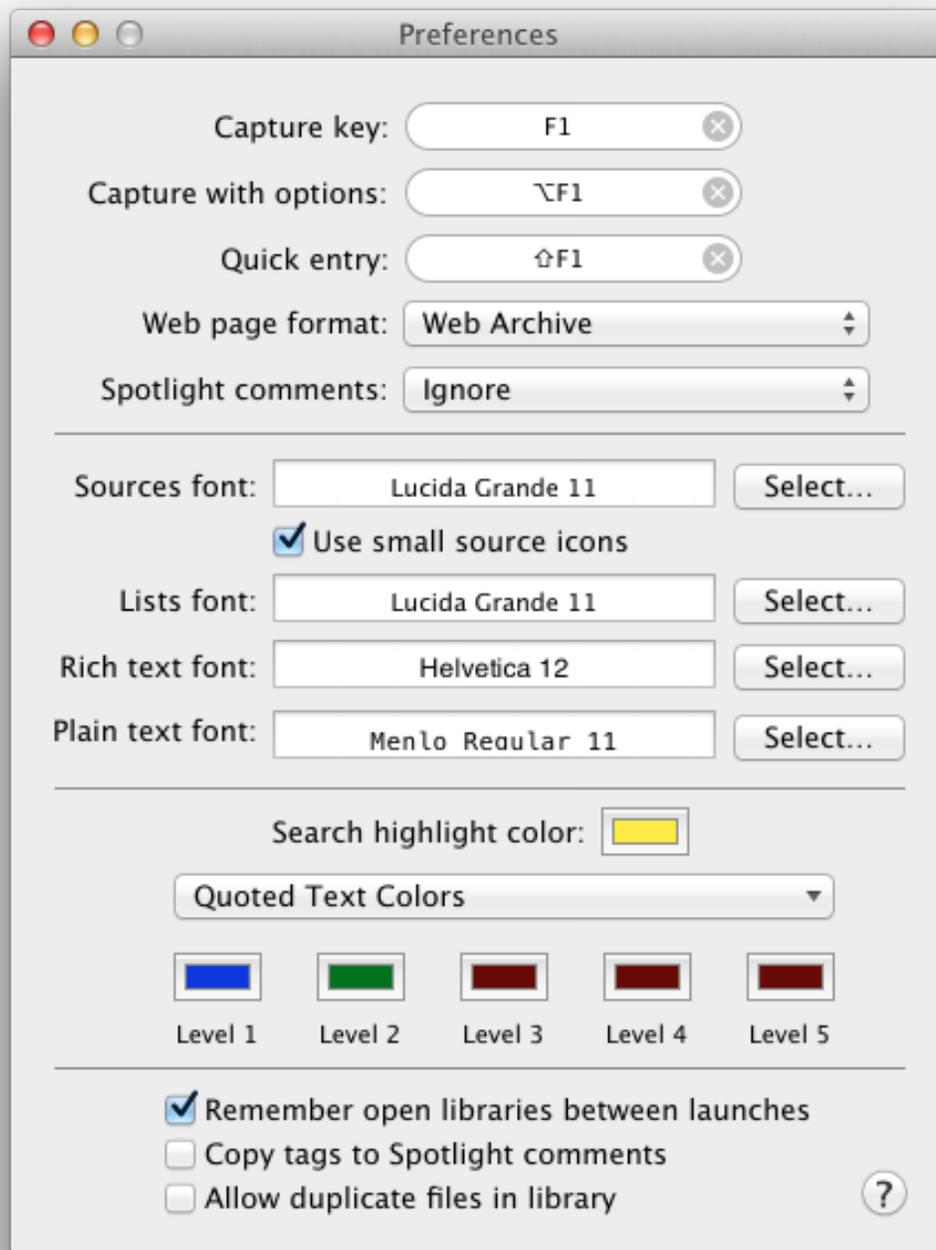 Preferences
Capture key: F1
Capture with options: ⌥F1
Quick entry: ⇧F1
Web page format: Web Archive
Spotlight comments: Ignore
Sources font: Lucida Grande 11 Select...
Use small source icons
Lists font: Lucida Grande 11 Select...
Rich text font: Helvetica 12 Select...
Plain text font: Menlo Regular 11 Select...
Search highlight color:
Quoted Text Colors
Level 1 Level 2 Level 3 Level 4 Level 5
Remember open libraries between launches
Copy tags to Spotlight comments
Allow duplicate files in library
?